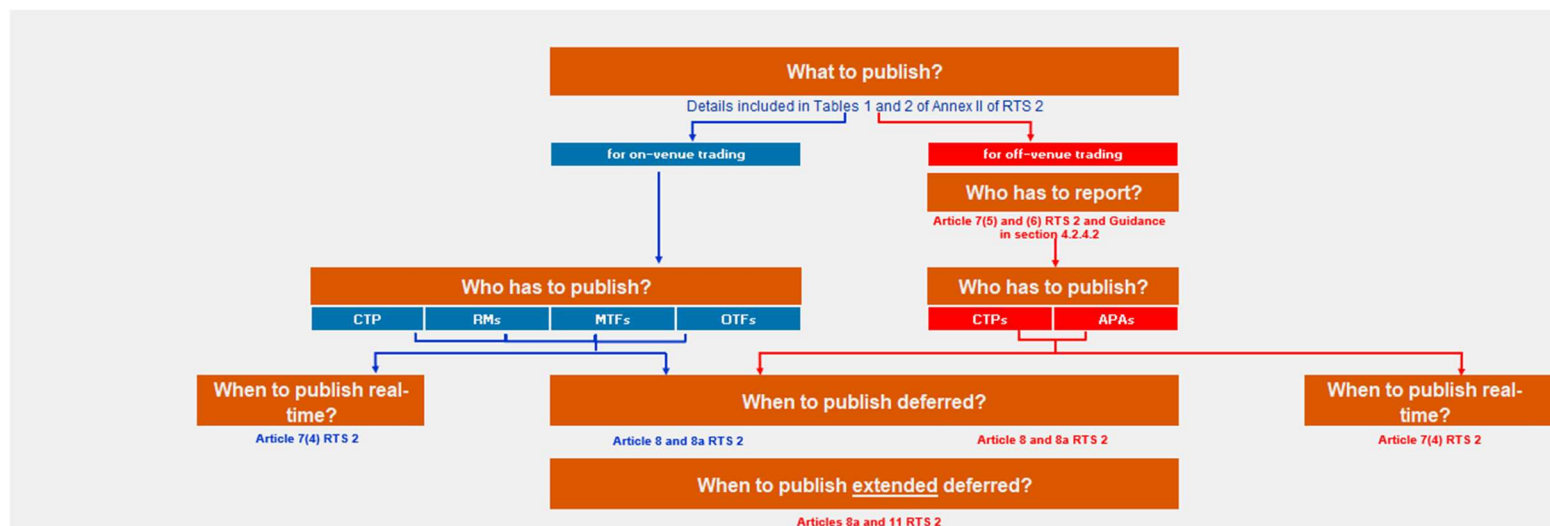 What to publish?
Details included in Tables 1 and 2 of Annex II of RTS 2
for on-venue trading
for off-venue trading
Who has to report?
Article 7(5) and (6) RTS 2 and Guidance
in section 4.2.4.2
Who has to publish?
CTP RMs MTFs OTFs
Who has to publish?
CTPs APAs
When to publish real-
time?
Article 7(4) RTS 2
When to publish deferred?
Article 8 and 8a RTS 2
Article 8 and 8a RTS 2
When to publish real-
time?
Article 7(4) RTS 2
When to publish extended deferred?
Articles 8a and 11 RTS 2